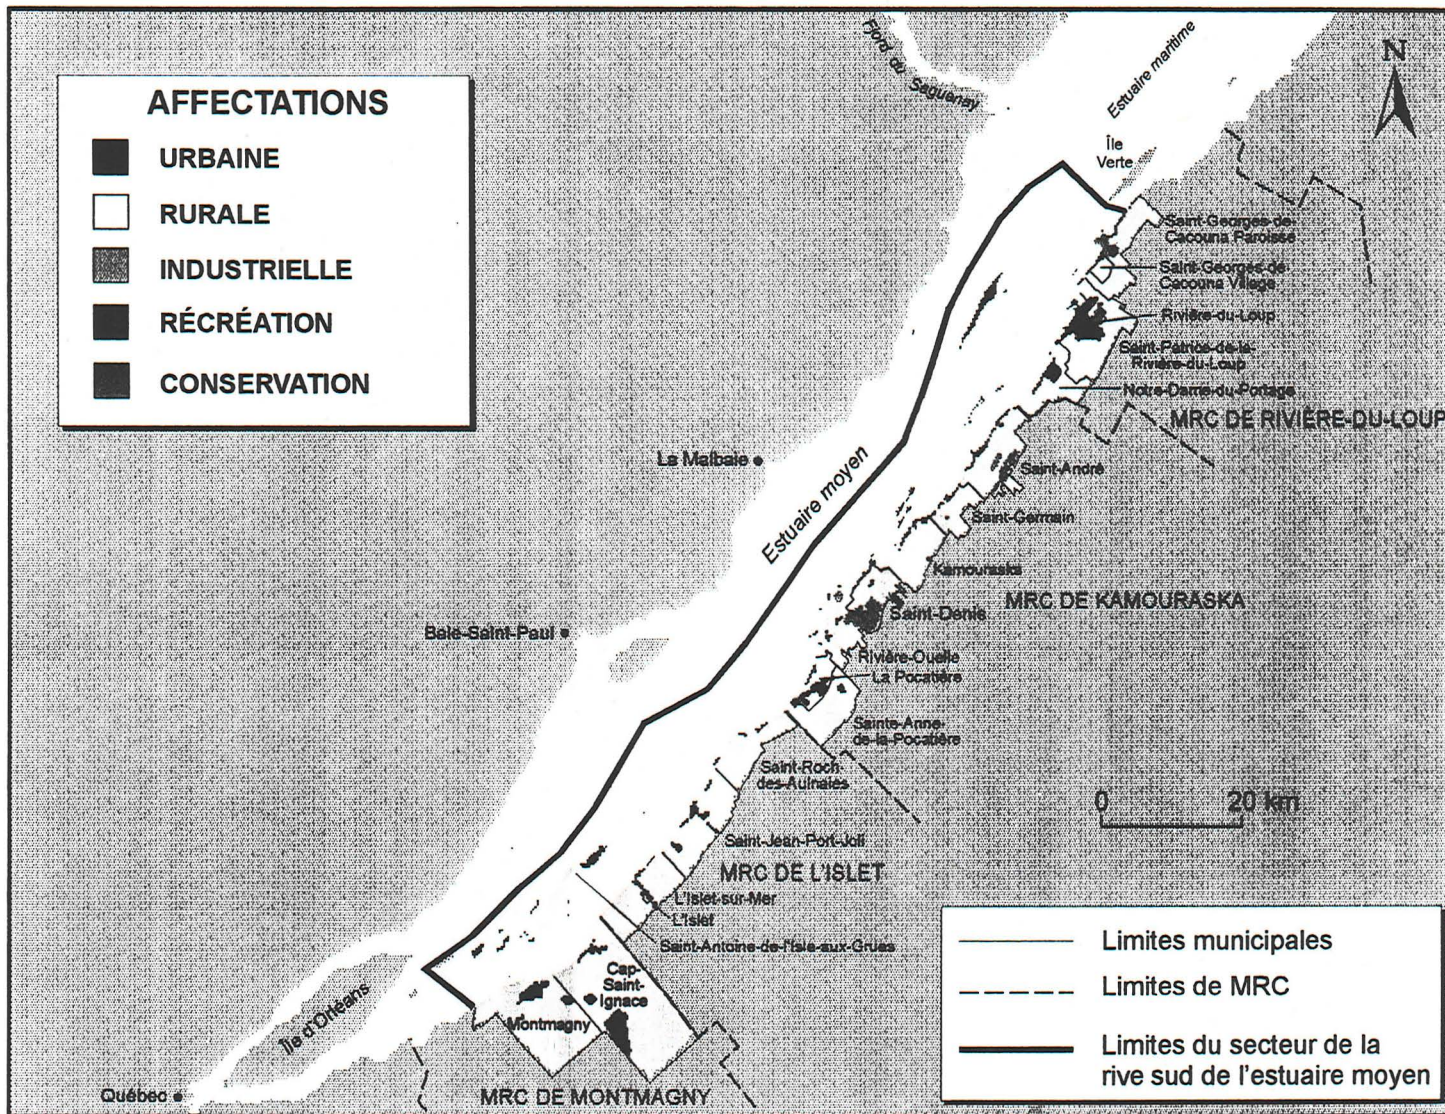 AFFECTATIONS
URBAINE
RURALE
INDUSTRIELLE
RÉCRÉATION
CONSERVATION
Fjord du Saguenay
Estuaire maritime
N
Île
Verte
Saint-Georges-de-
Cacouna Paroisse
Saint-Georges-de-
Cacouna Village
Rivière-du-Loup
Saint-Patrice-de-la-
Rivière-du-Loup
Notre-Dame-du-Portage
MRC DE RIVIÈRE-DU-LOUP
La Malbaie
Estuaire moyen
Saint-André
Saint-Germain
Kamouraska
MRC DE KAMOURASKA
Saint-Denis
Baie-Saint-Paul
Rivière-Ouelle
La Pocatière
Sainte-Anne-
de-la-Pocatière
Saint-Roch-
des-Aulnaies
0 20 km
Saint-Jean-Port-Joli
MRC DE L'ISLET
L'Islet-sur-Mer
L'Islet
Saint-Antoine-de-l'Isle-aux-Grues
Cap-
Saint-
Ignace
Montmagny
Île d'Orléans
Québec
MRC DE MONTMAGNY
Limites municipales
Limites de MRC
Limites du secteur de la
rive sud de l'estuaire moyen